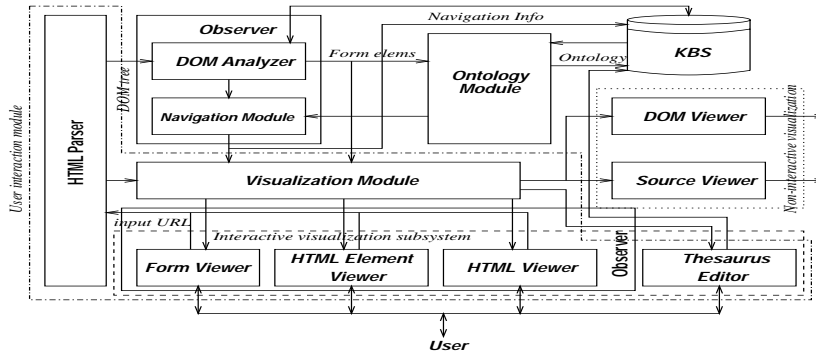 Navigation Info
Observer
KBS
DOM Analyzer
Form elems
Ontology
Module
Ontology
DOM tree
Navigation Module
DOM Viewer
User interaction module
HTML Parser
Visualization Module
Source Viewer
Non-interactive visualization
input URL
Interactive visualization subsystem
Observer
Form Viewer
HTML Element
Viewer
HTML Viewer
Thesaurus
Editor
User